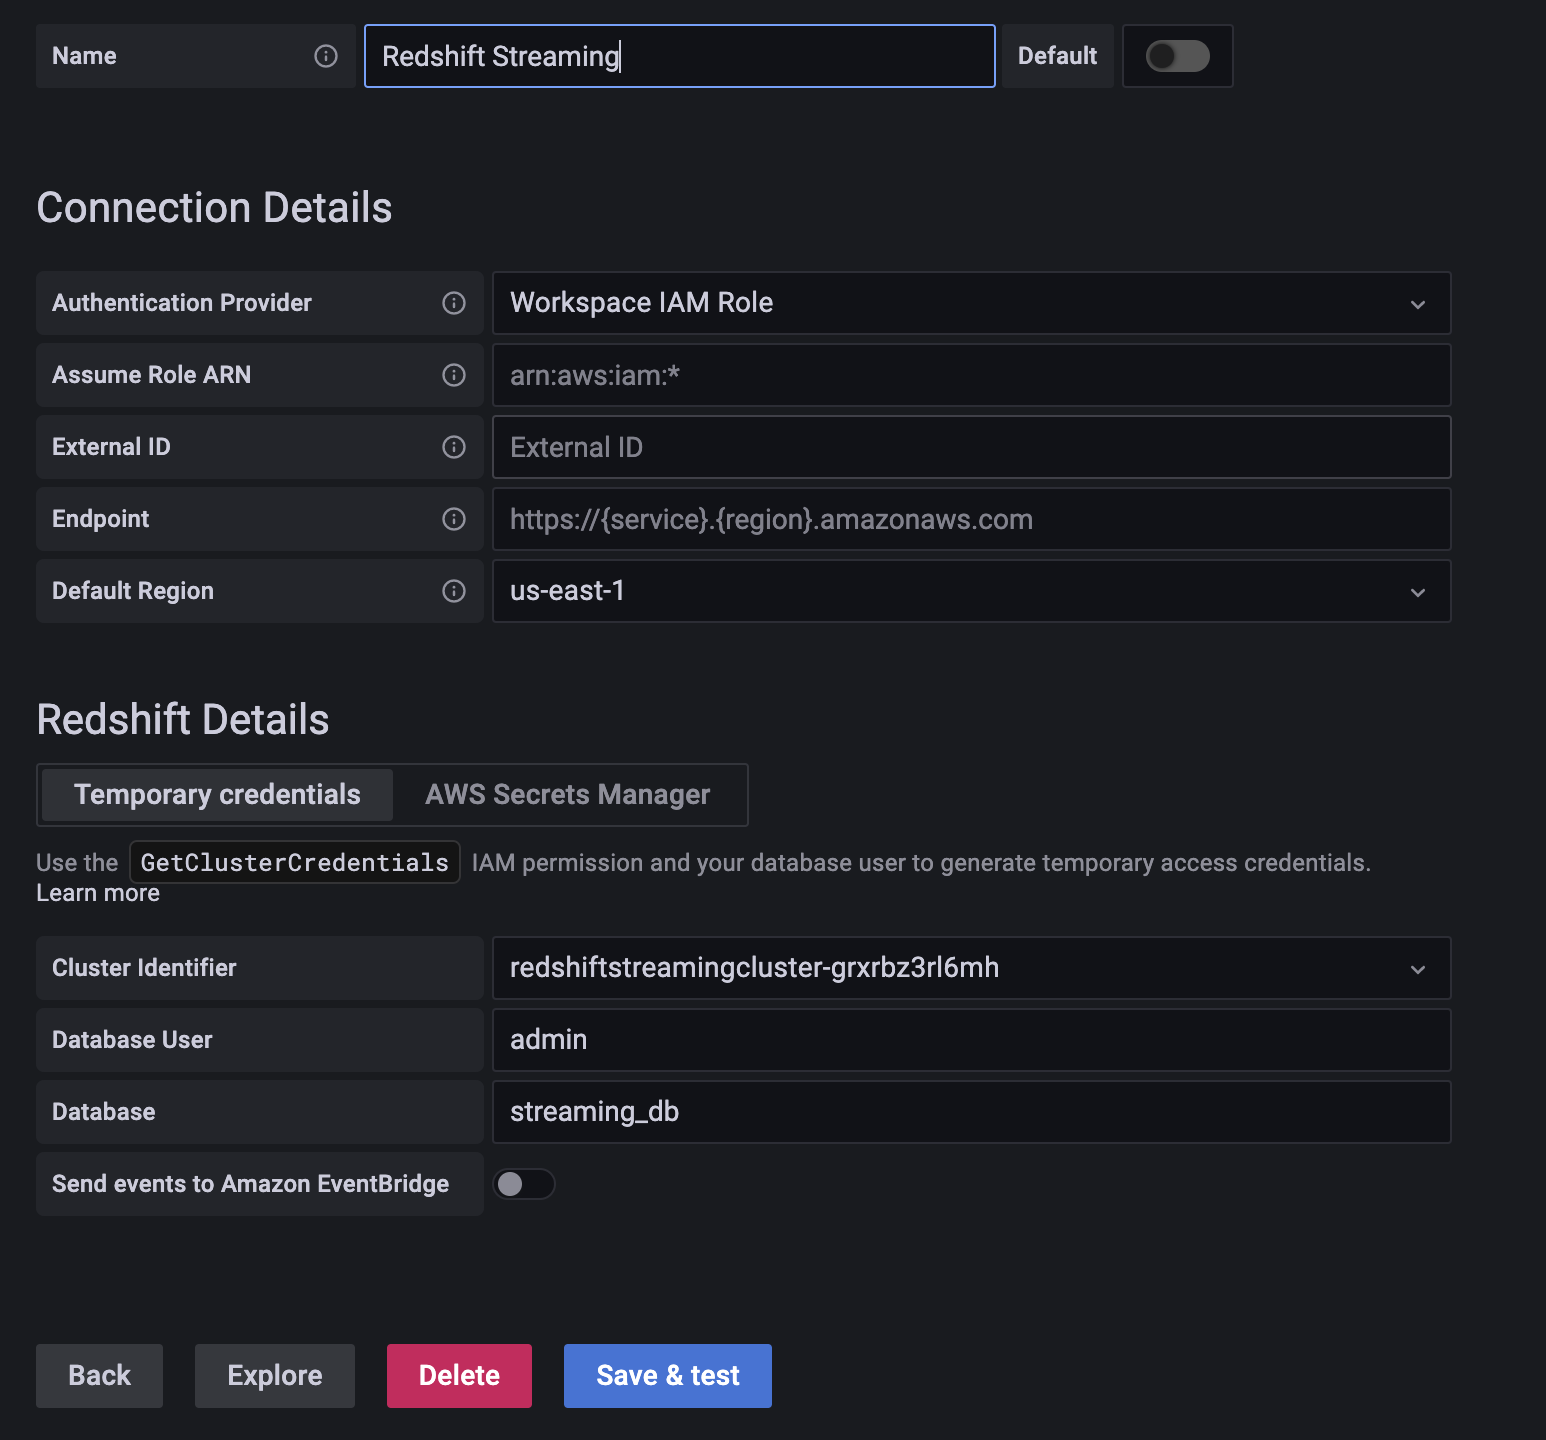 Name Redshift Streaming Default
Connection Details
Authentication Provider Workspace IAM Role
Assume Role ARN arn:aws:iam:*
External ID External ID
Endpoint https://{service}.{region}.amazonaws.com
Default Region us-east-1
Redshift Details
Temporary credentials AWS Secrets Manager
Use the GetClusterCredentials IAM permission and your database user to generate temporary access credentials.
Learn more
Cluster Identifier redshiftstreamingcluster-grxrbz3rl6mh
Database User admin
Database streaming_db
Send events to Amazon EventBridge
Back Explore Delete Save & test